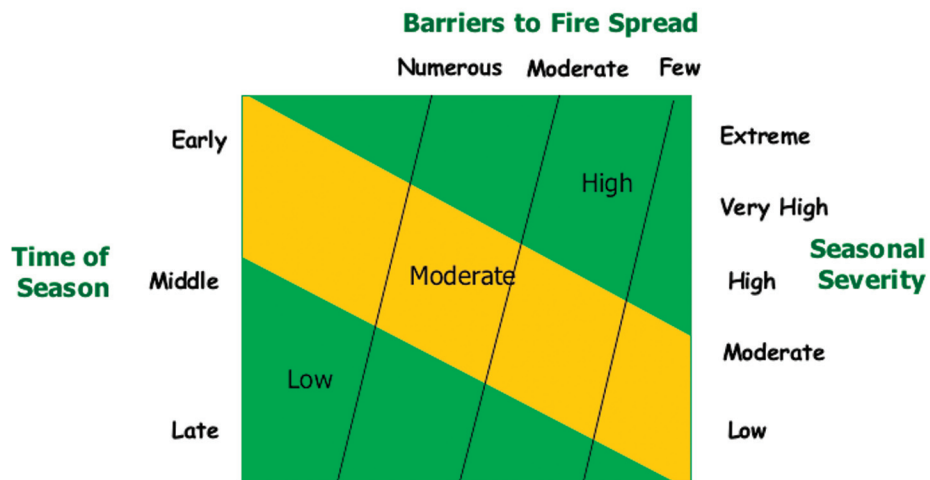 Barriers to Fire Spread
Numerous Moderate Few
Early
Extreme
High
Very High
Time of
Season
Middle
Moderate
High
Seasonal
Severity
Moderate
Low
Late
Low